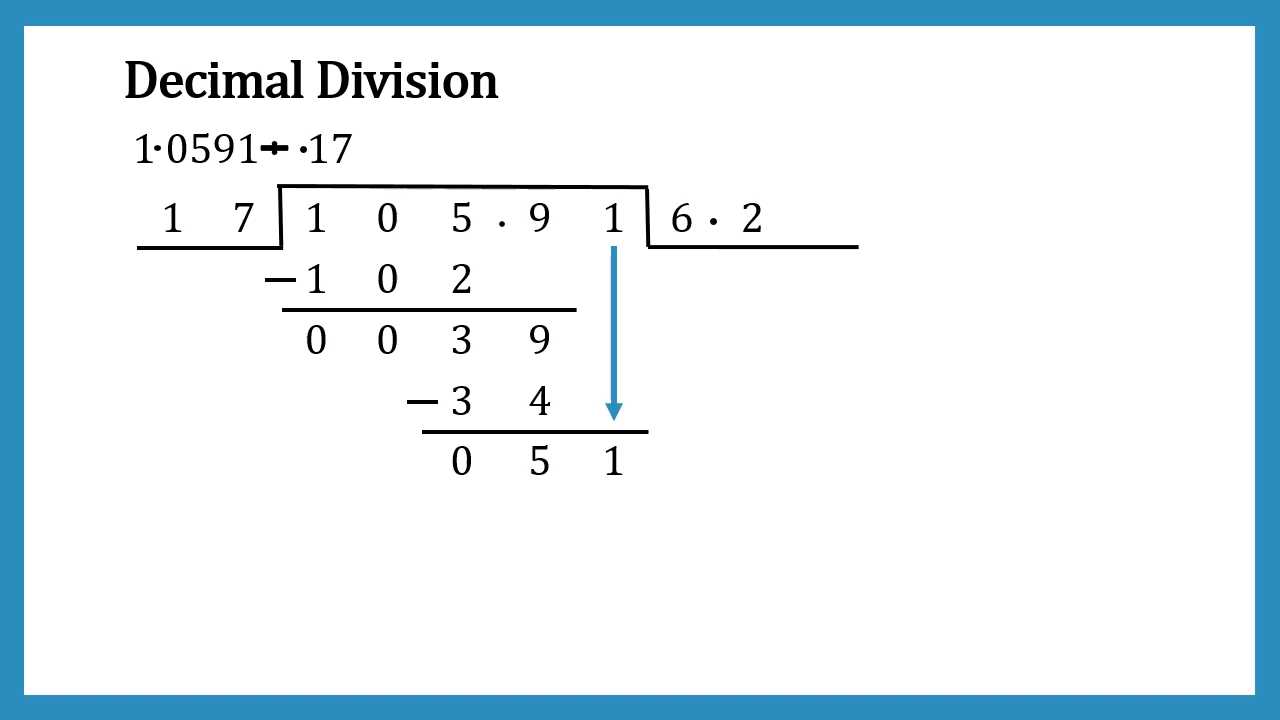 Decimal Division
1·0591÷ ·17
1 7 1 0 5 . 9 1 6 . 2
−1 0 2
0 0 3 9
−3 4
0 5 1